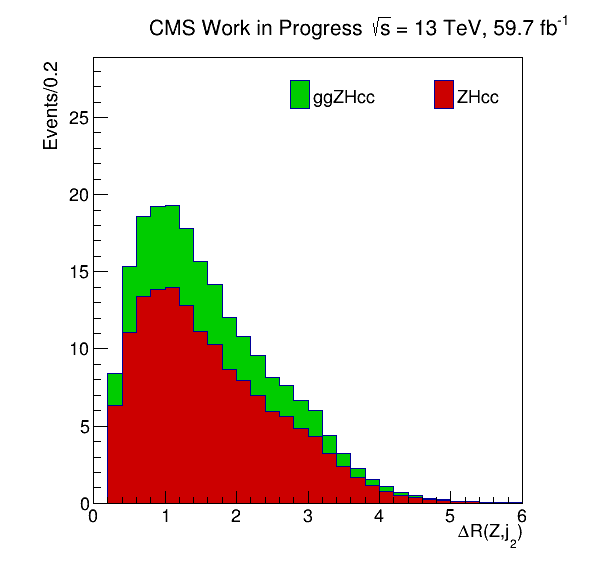 CMS Work in Progress √s = 13 TeV, 59.7 fb⁻¹
Events/0.2
ggZHcc ZHcc
25
20
15
10
5
0
0 1 2 3 4 5 6
ΔR(Z,j₂)